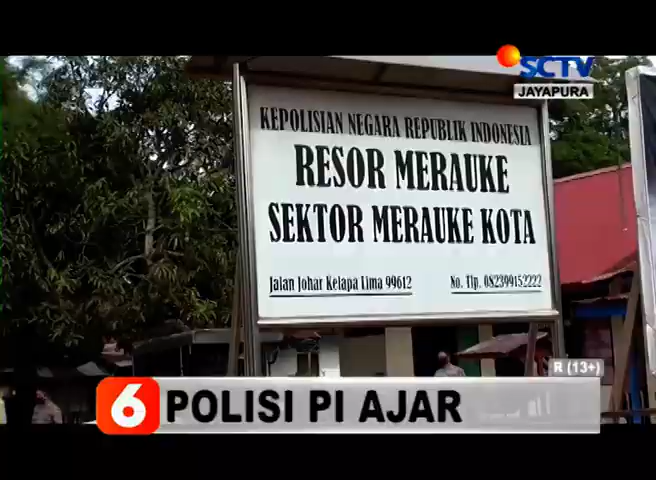 SCTV
JAYAPURA
KEPOLISIAN NEGARA REPUBLIK INDONESIA
RESOR MERAUKE
SEKTOR MERAUKE KOTA
Jalan Johar Kelapa Lima 99612 No. Tlp. 082399152222
R (13+)
6 POLISI PI AJAR